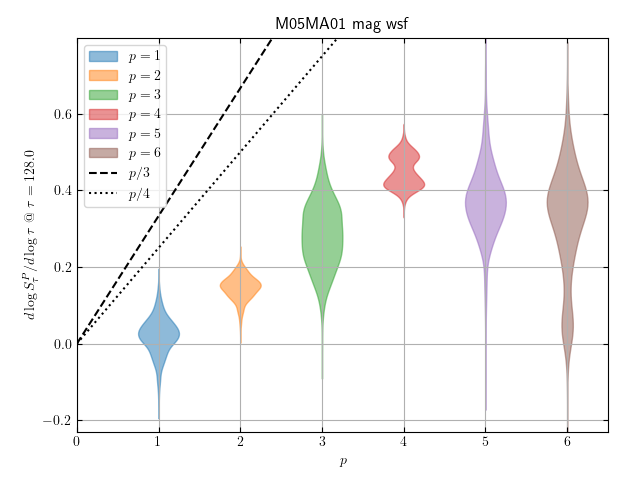 M05MA01 mag wsf
p = 1
p = 2
p = 3
p = 4
p = 5
p = 6
p/3
p/4
d log S_τ^P / d log τ @ τ = 128.0
0.6
0.4
0.2
0.0
−0.2
0 1 2 3 4 5 6
p